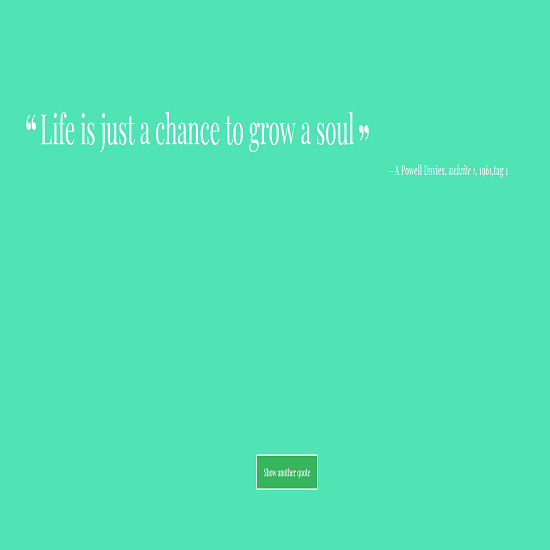 “Life is just a chance to grow a soul”
–A Powell Davies, website 1, 1961,tag 1
Show another quote